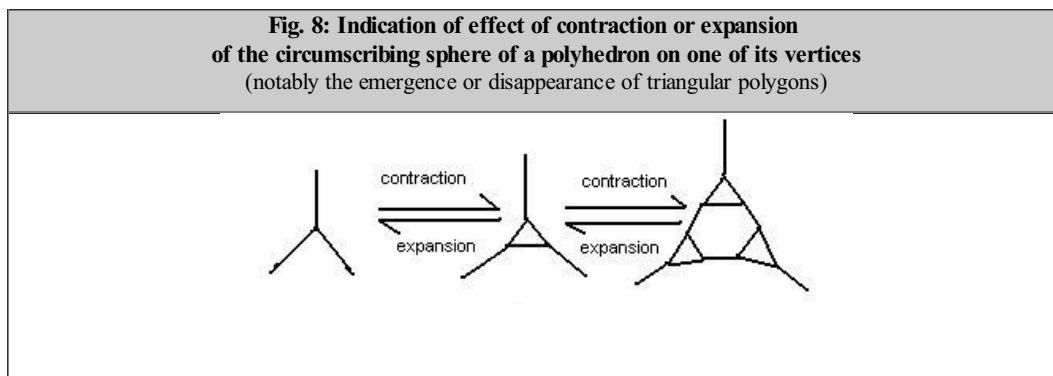 Fig. 8: Indication of effect of contraction or expansion
of the circumscribing sphere of a polyhedron on one of its vertices
(notably the emergence or disappearance of triangular polygons)
contraction
expansion
contraction
expansion